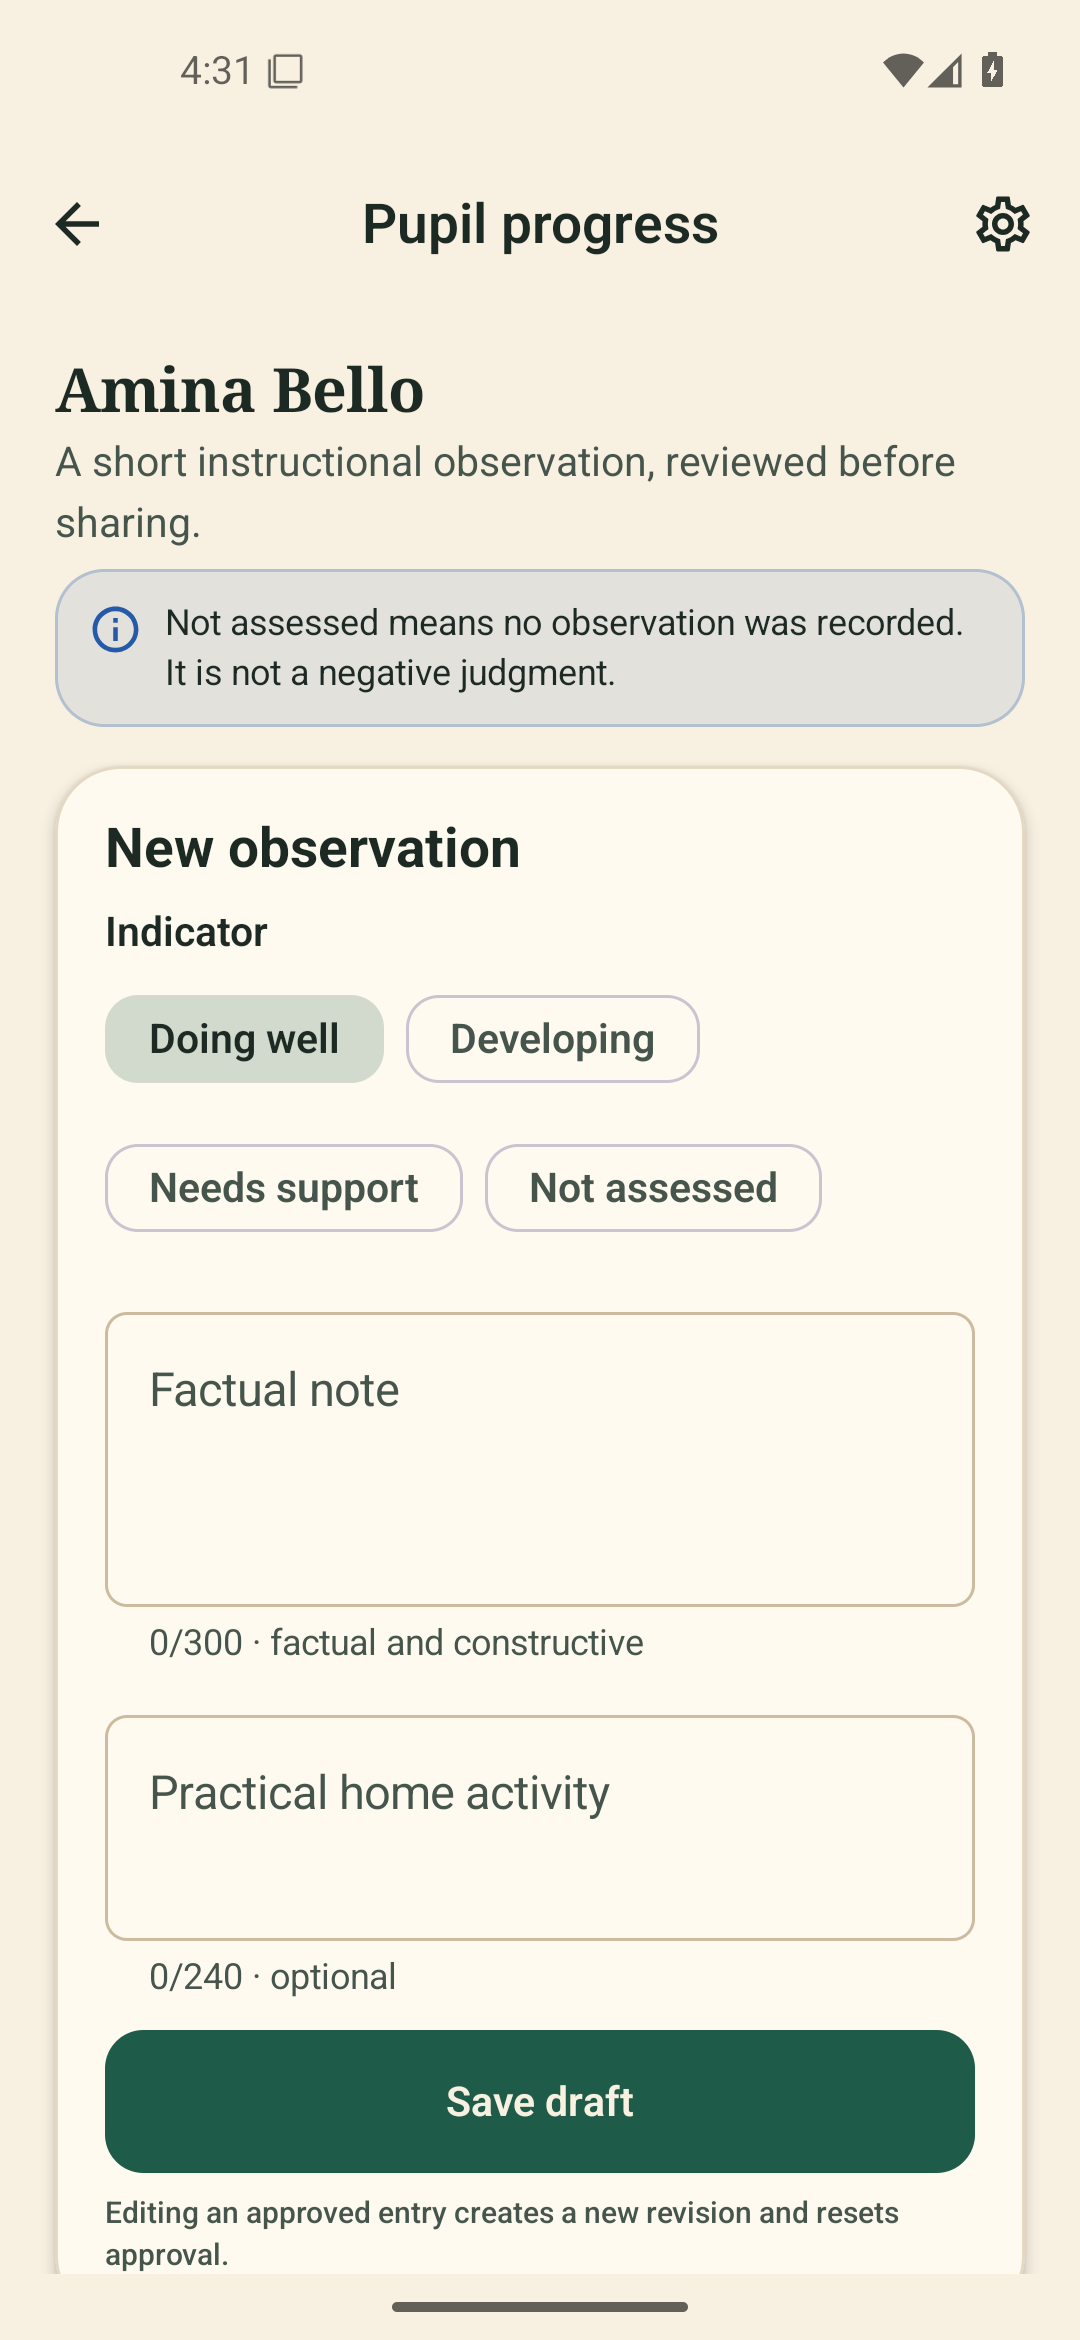 4:31
Pupil progress
Amina Bello
A short instructional observation, reviewed before
sharing.
Not assessed means no observation was recorded.
It is not a negative judgment.
New observation
Indicator
Doing well
Developing
Needs support
Not assessed
Factual note
0/300 · factual and constructive
Practical home activity
0/240 · optional
Save draft
Editing an approved entry creates a new revision and resets
approval.